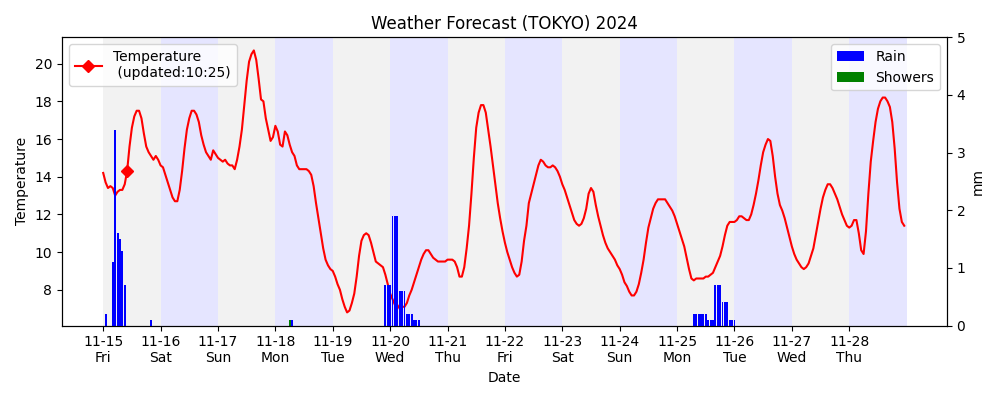 Weather Forecast (TOKYO) 2024
Temperature
(updated:10:25)
Rain
Showers
Temperature
20
18
16
14
12
10
8
5
4
3
2
1
0
mm
11-15 11-16 11-17 11-18 11-19 11-20 11-21 11-22 11-23 11-24 11-25 11-26 11-27 11-28
Fri Sat Sun Mon Tue Wed Thu Fri Sat Sun Mon Tue Wed Thu
Date